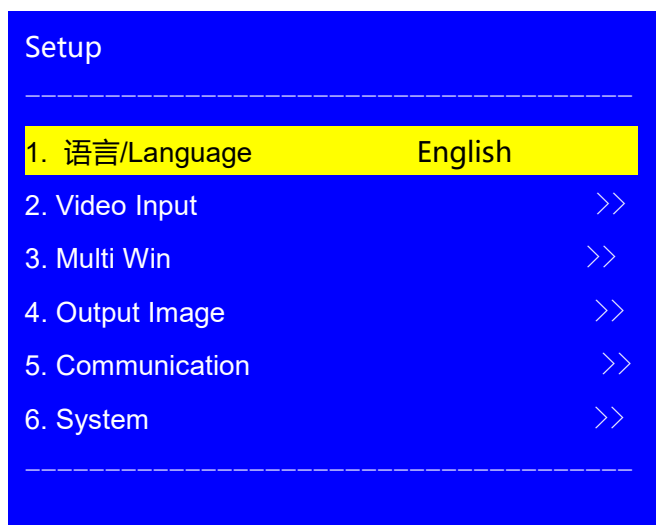 Setup
1. 语言/Language English
2. Video Input >>
3. Multi Win >>
4. Output Image >>
5. Communication >>
6. System >>